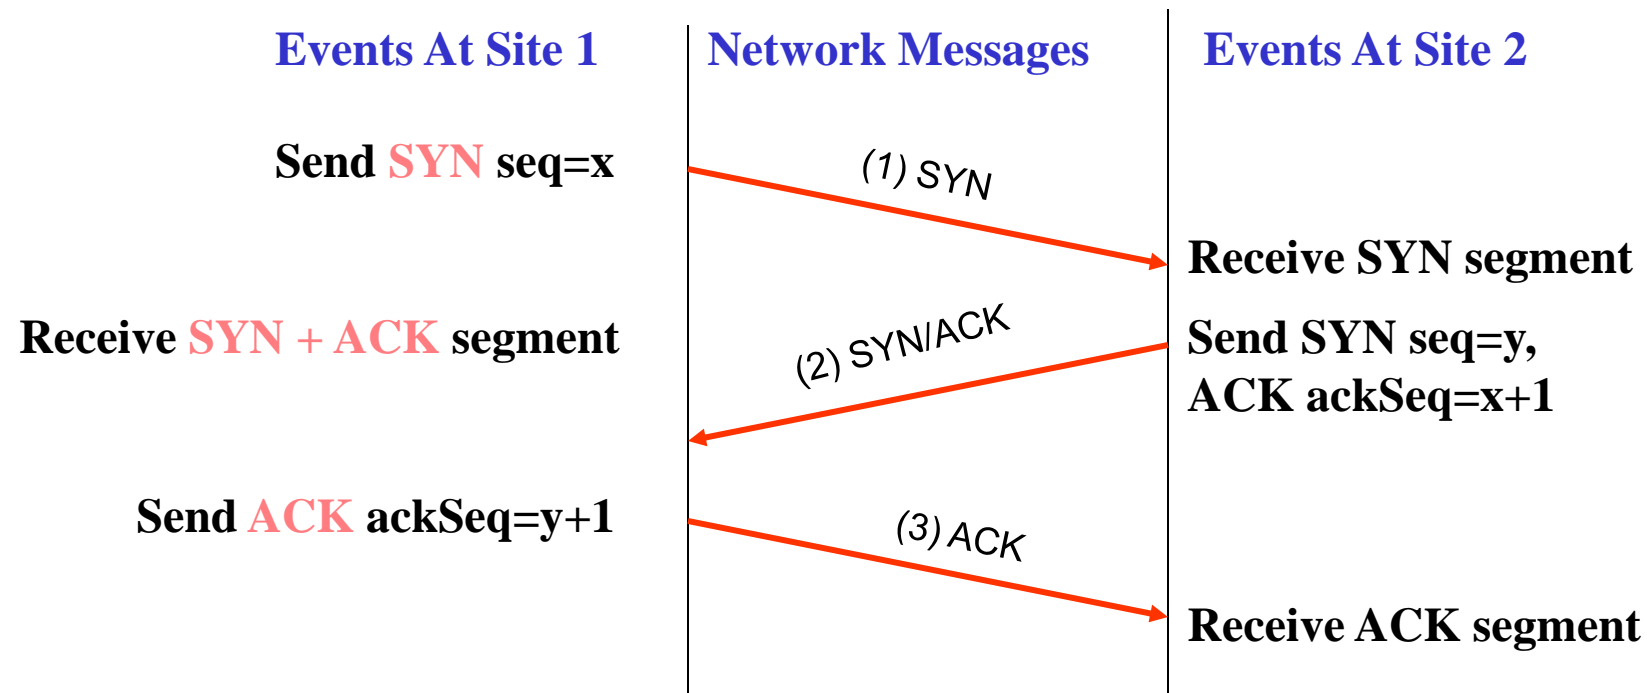 Events At Site 1
Network Messages
Events At Site 2
Send SYN seq=x
(1) SYN
Receive SYN segment
Receive SYN + ACK segment
(2) SYN/ACK
Send SYN seq=y,
ACK ackSeq=x+1
Send ACK ackSeq=y+1
(3) ACK
Receive ACK segment